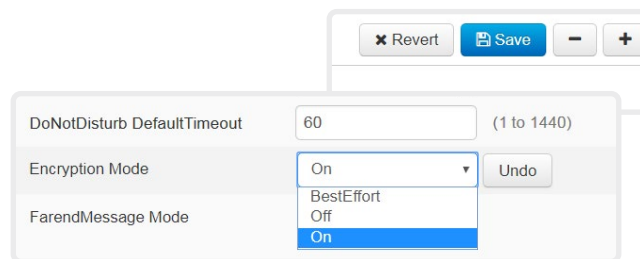 Revert Save
DoNotDisturb DefaultTimeout 60 (1 to 1440)
Encryption Mode On Undo
BestEffort
FarendMessage Mode Off
On